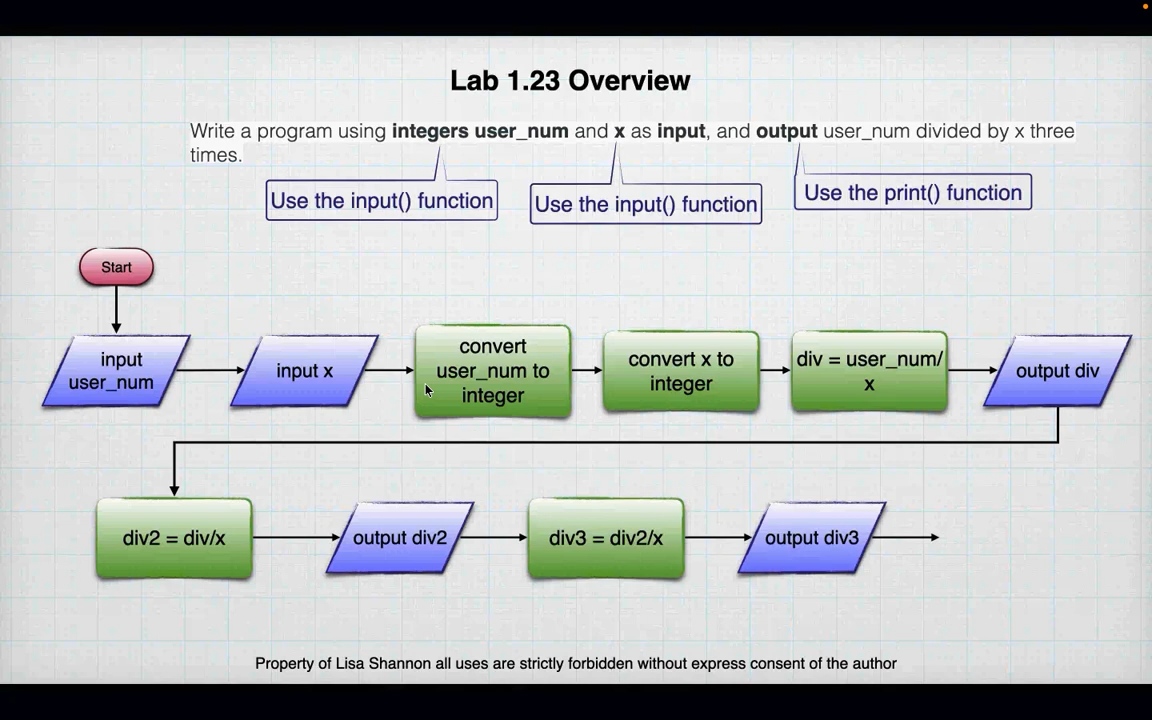 Lab 1.23 Overview
Write a program using integers user_num and x as input, and output user_num divided by x three
times.
Use the input() function
Use the input() function
Use the print() function
Start
input
user_num
input x
convert
user_num to
integer
convert x to
integer
div = user_num/
x
output div
div2 = div/x
output div2
div3 = div2/x
output div3
Property of Lisa Shannon all uses are strictly forbidden without express consent of the author